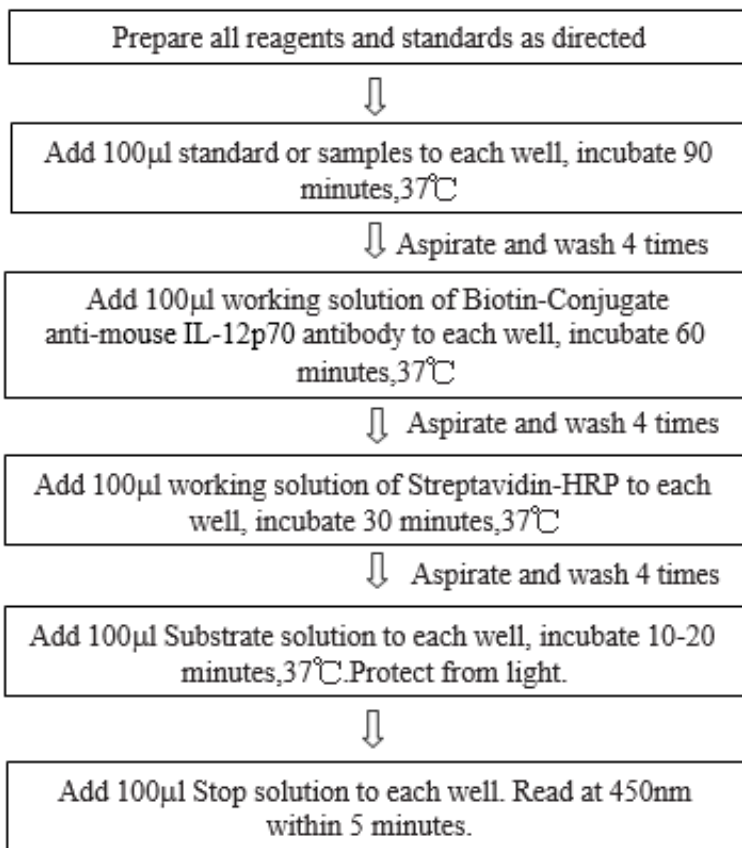 Prepare all reagents and standards as directed
Add 100μl standard or samples to each well, incubate 90
minutes,37℃
Aspirate and wash 4 times
Add 100μl working solution of Biotin-Conjugate
anti-mouse IL-12p70 antibody to each well, incubate 60
minutes,37℃
Aspirate and wash 4 times
Add 100μl working solution of Streptavidin-HRP to each
well, incubate 30 minutes,37℃
Aspirate and wash 4 times
Add 100μl Substrate solution to each well, incubate 10-20
minutes,37℃.Protect from light.
Add 100μl Stop solution to each well. Read at 450nm
within 5 minutes.